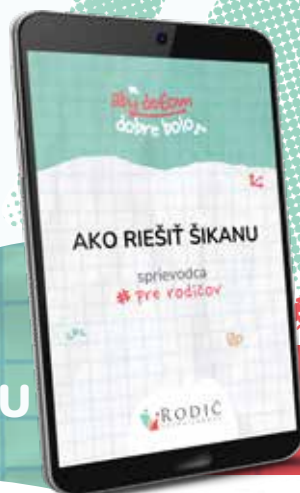 aby deťom
dobre bolo
AKO RIEŠIŤ ŠIKANU
sprievodca
# pre rodičov
RODIČ
U